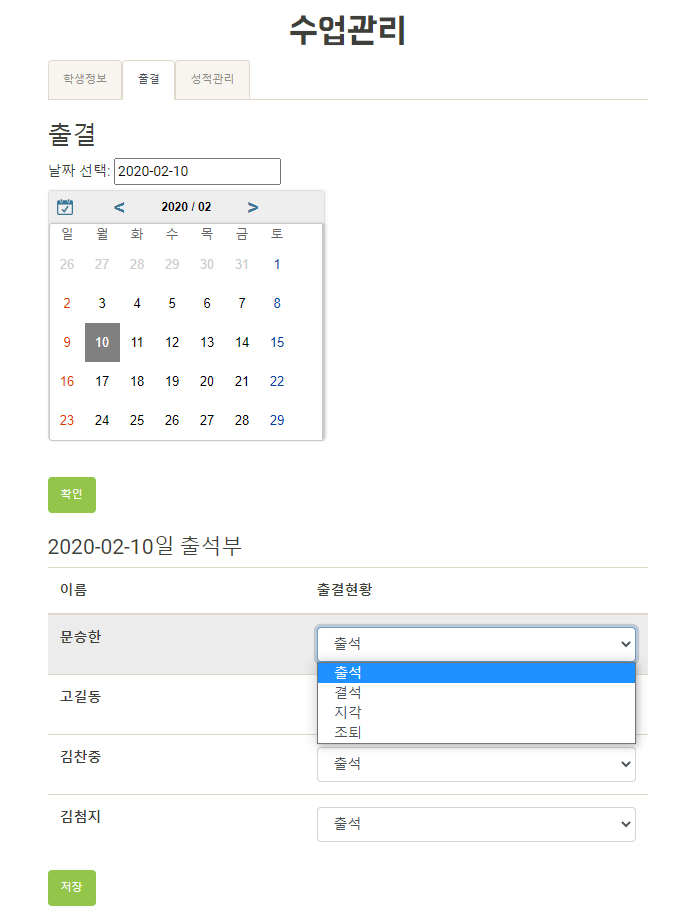 수업관리
학생정보 출결 성적관리
출결
날짜 선택: 2020-02-10
< 2020 / 02 >
일 월 화 수 목 금 토
26 27 28 29 30 31 1
2 3 4 5 6 7 8
9 10 11 12 13 14 15
16 17 18 19 20 21 22
23 24 25 26 27 28 29
확인
2020-02-10일 출석부
이름 출결현황
문승한 출석
출석
결석
지각
조퇴
고길동
김찬중 출석
김첨지 출석
저장